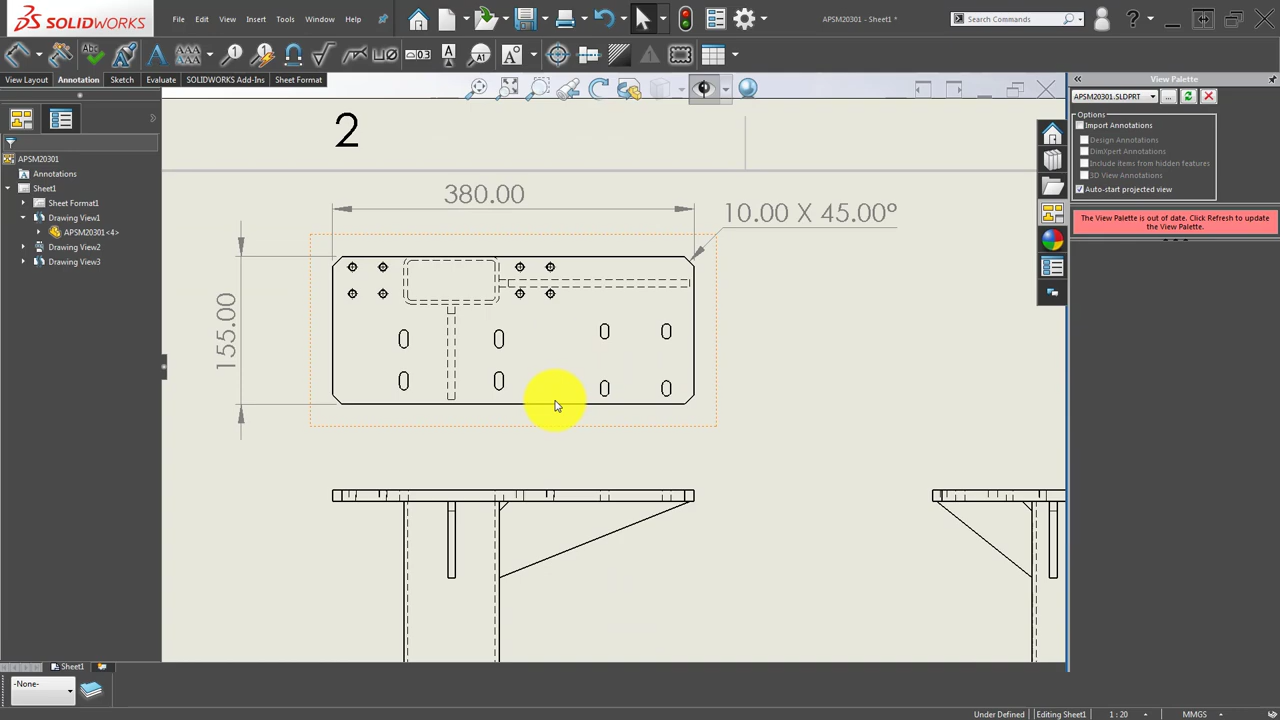 SOLIDWORKS
File
Edit
View
Insert
Tools
Window
Help
APSM20301 - Sheet1 *
Search Commands
View Layout
Annotation
Sketch
Evaluate
SOLIDWORKS Add-Ins
Sheet Format
View Palette
APSM20301.SLDPRT
...
Options
Import Annotations
Design Annotations
DimXpert Annotations
Include items from hidden features
3D View Annotations
Auto-start projected view
The View Palette is out of date. Click Refresh to update
the View Palette.
APSM20301
Annotations
Sheet1
Sheet Format1
Drawing View1
APSM20301<4>
Drawing View2
Drawing View3
2
380.00
10.00 X 45.00°
155.00
Sheet1
-None-
Under Defined
Editing Sheet1
1 : 20
MMGS